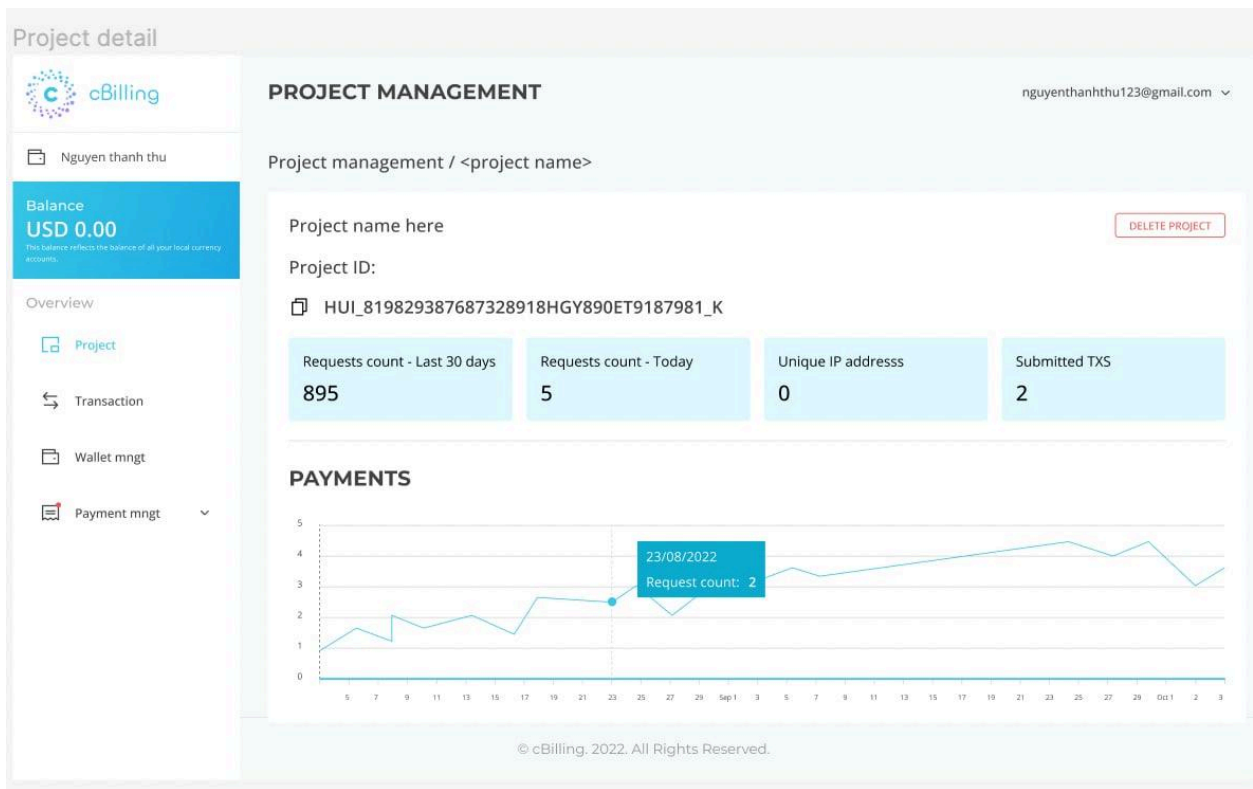 Project detail
c cBilling
PROJECT MANAGEMENT
nguyenthanhthu123@gmail.com
Nguyen thanh thu
Project management / <project name>
Balance
USD 0.00
This balance reflects the balance of all your local currency
accounts.
Project name here
DELETE PROJECT
Project ID:
HUI_819829387687328918HGY890ET9187981_K
Overview
Project
Transaction
Wallet mngt
Payment mngt
Requests count - Last 30 days
895
Requests count - Today
5
Unique IP addresss
0
Submitted TXS
2
PAYMENTS
5
4
3
2
1
0
23/08/2022
Request count: 2
5 7 9 11 13 15 17 19 21 23 25 27 29 Sep 1 3 5 7 9 11 13 15 17 19 21 23 25 27 29 Oct 1 2 3
© cBilling. 2022. All Rights Reserved.